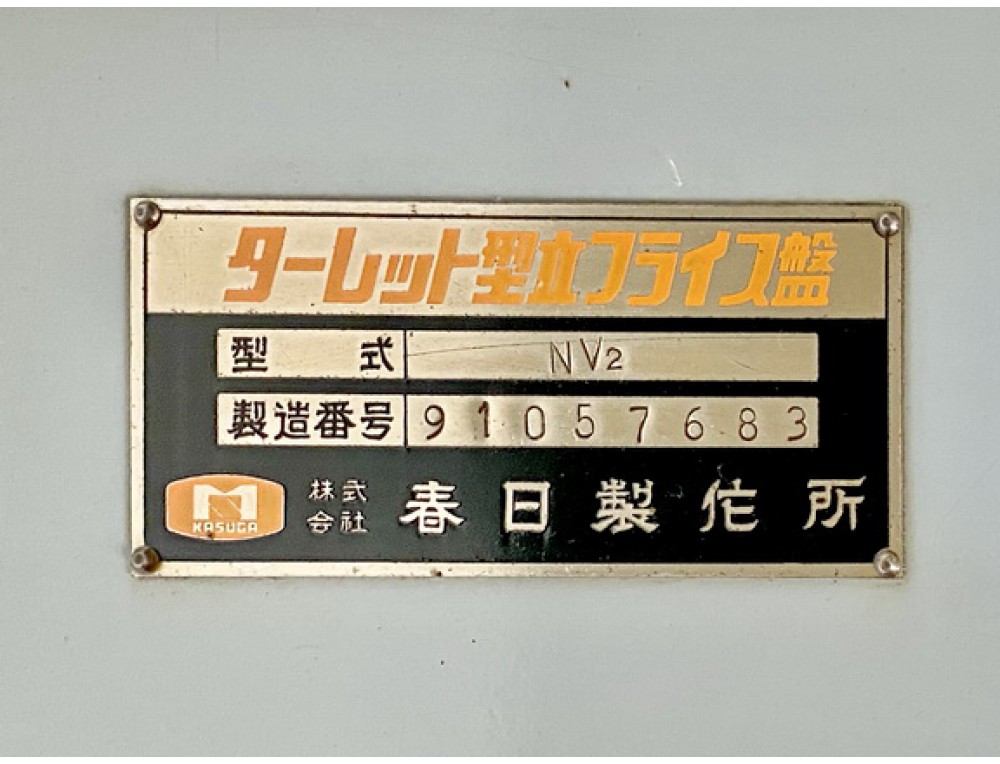 ターレット型立フライス盤
型式 NV2
製造番号 91057683
KASUGA
株式会社 春日製作所